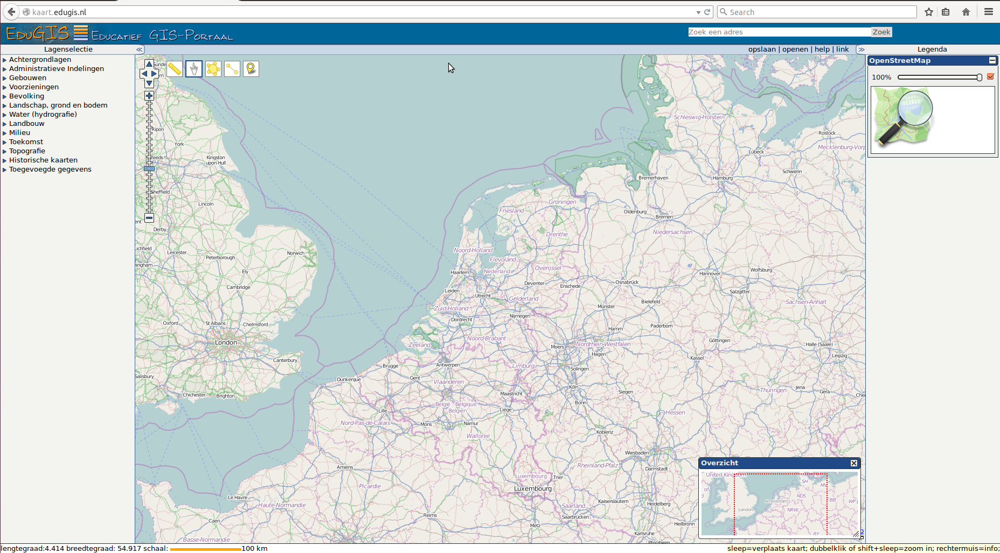 kaart.edugis.nl
Search
EDUGIS EDUCATIEF GIS-PORTAAL
Zoek een adres
Zoek
Lagenselectie
opslaan | openen | help | link
Legenda
Achtergrondlagen
Administratieve Indelingen
Gebouwen
Voorzieningen
Bevolking
Landschap, grond en bodem
Water (hydrografie)
Landbouw
Milieu
Toekomst
Topografie
Historische kaarten
Toegevoegde gegevens
OpenStreetMap
100%
011010
Schleswig-Holstein
Ripon
Rostock
York
Mecklenburg-Vorp
Lübeck
Kingston
upon Hull
Schwerin
Bremerhaven
Hamburg
Sheffield
Groningen
Lincoln
Friesland
Oldenburg
Bremen
Derby
Drenthe
Niedersachsen
ichfield
Leicester
Norwich
Noord-Holland
Peterborough
Flevoland
ingham
Overijssel
Wolfsburg
Ely
Haarlem
Nederland
Hannover
Deventer
Enschede
Osnabrück
Cambridge
Leiden
Utrecht
Salzgitter
Gelderland
Bielefeld
Sachsen-Anhalt
Zuid-Holland
Münster
Nijmegen
Dordrecht
Oxford
St Albans
Chelmsford
Hamm
Paderborn
London
Noord-Brabant
Göttingen
Zeeland
Moers
Nordrhein-Westfalen
Halle (Saale)
Hagen
Kassel
Leipzig
Canterbury
Brugge
Antwerpen
Limburg
Solingen
Salisbury
Dunkerque
Gent
Vlaanderen
Köln
Thüringen
Jena
Gera
Che
Chichester
Brighton
Maastricht
Siegen
Bonn
België - Belgique
Belgien
Lille
Liège
Hessen
Nord-Pas-de-Calais
Mons
Namur
Koblenz
Wallonie
Wiesbaden
Amiens
Rheinland-Pfalz
Darmstadt
Luxembourg
Trier
Picardie
Luxembourg
Le Havre
Haute-Normandie
Saarland
Kaiserslautern
Heidelberg
Reims
Saarbrücken
Caen
Metz
Heilbronn
Karlsruhe
Basse-Normandie
Pforzheim
Overzicht
United Kingdom
SH
NDS
Amsterdam
BB
WP
London
NRW
Paris
RY
lengtegraad:4.414 breedtegraad: 54.917 schaal: 100 km
sleep=verplaats kaart; dubbelklik of shift+sleep=zoom in; rechtermuis=info;